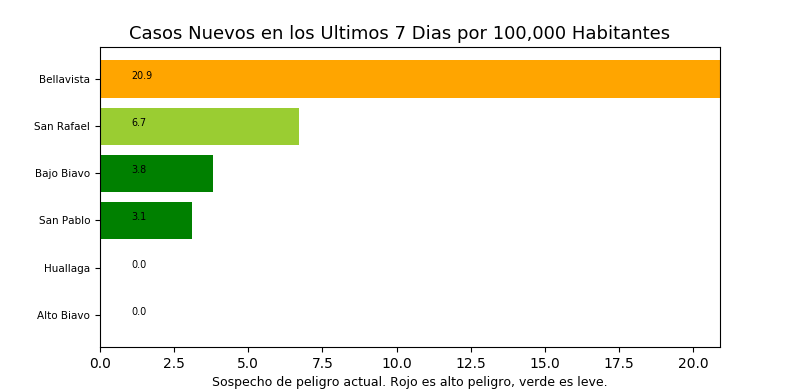 Casos Nuevos en los Ultimos 7 Dias por 100,000 Habitantes
Bellavista 20.9
San Rafael 6.7
Bajo Biavo 3.8
San Pablo 3.1
Huallaga 0.0
Alto Biavo 0.0
0.0 2.5 5.0 7.5 10.0 12.5 15.0 17.5 20.0
Sospecho de peligro actual. Rojo es alto peligro, verde es leve.